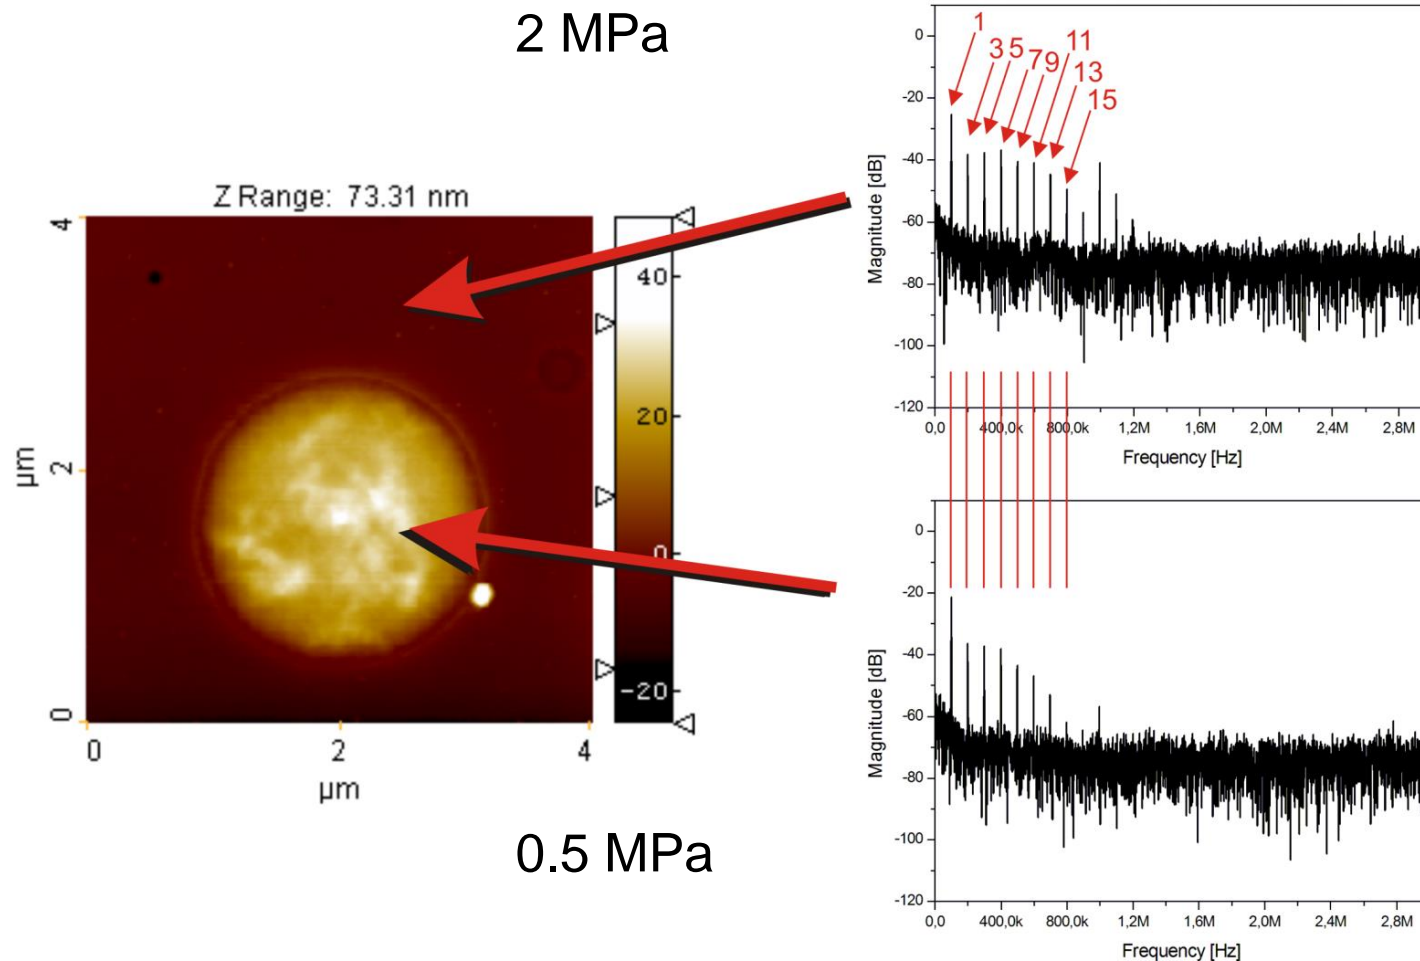 2 MPa
Z Range: 73.31 nm
4
2
0
µm
0
2
4
µm
40
20
0
-20
0.5 MPa
1
3
5
7
9
11
13
15
0
-20
-40
-60
-80
-100
-120
Magnitude [dB]
0,0
400,0k
800,0k
1,2M
1,6M
2,0M
2,4M
2,8M
Frequency [Hz]
0
-20
-40
-60
-80
-100
-120
Magnitude [dB]
0,0
400,0k
800,0k
1,2M
1,6M
2,0M
2,4M
2,8M
Frequency [Hz]